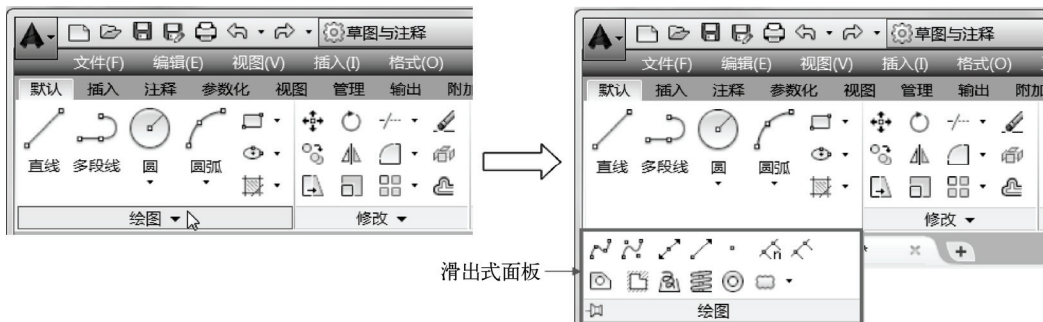 草图与注释
文件(F) 编辑(E) 视图(V) 插入(I) 格式(O)
默认 插入 注释 参数化 视图 管理 输出 附加
直线 多段线 圆 圆弧
绘图 修改
草图与注释
文件(F) 编辑(E) 视图(V) 插入(I) 格式(O)
默认 插入 注释 参数化 视图 管理 输出 附加
直线 多段线 圆 圆弧
修改
滑出式面板
绘图